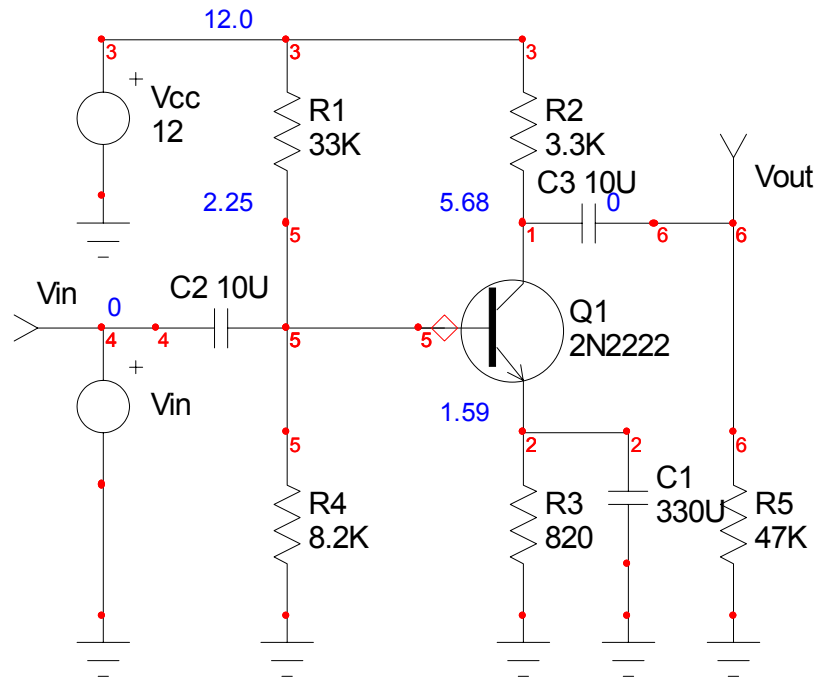 12.0
3
3
3
Vcc
12
R1
33K
R2
3.3K
C3 10U
0
Vout
2.25
5.68
5
1
6
6
Vin
0
C2 10U
4
4
5
5
Q1
2N2222
Vin
1.59
5
2
2
6
R4
8.2K
R3
820
C1
330U
R5
47K